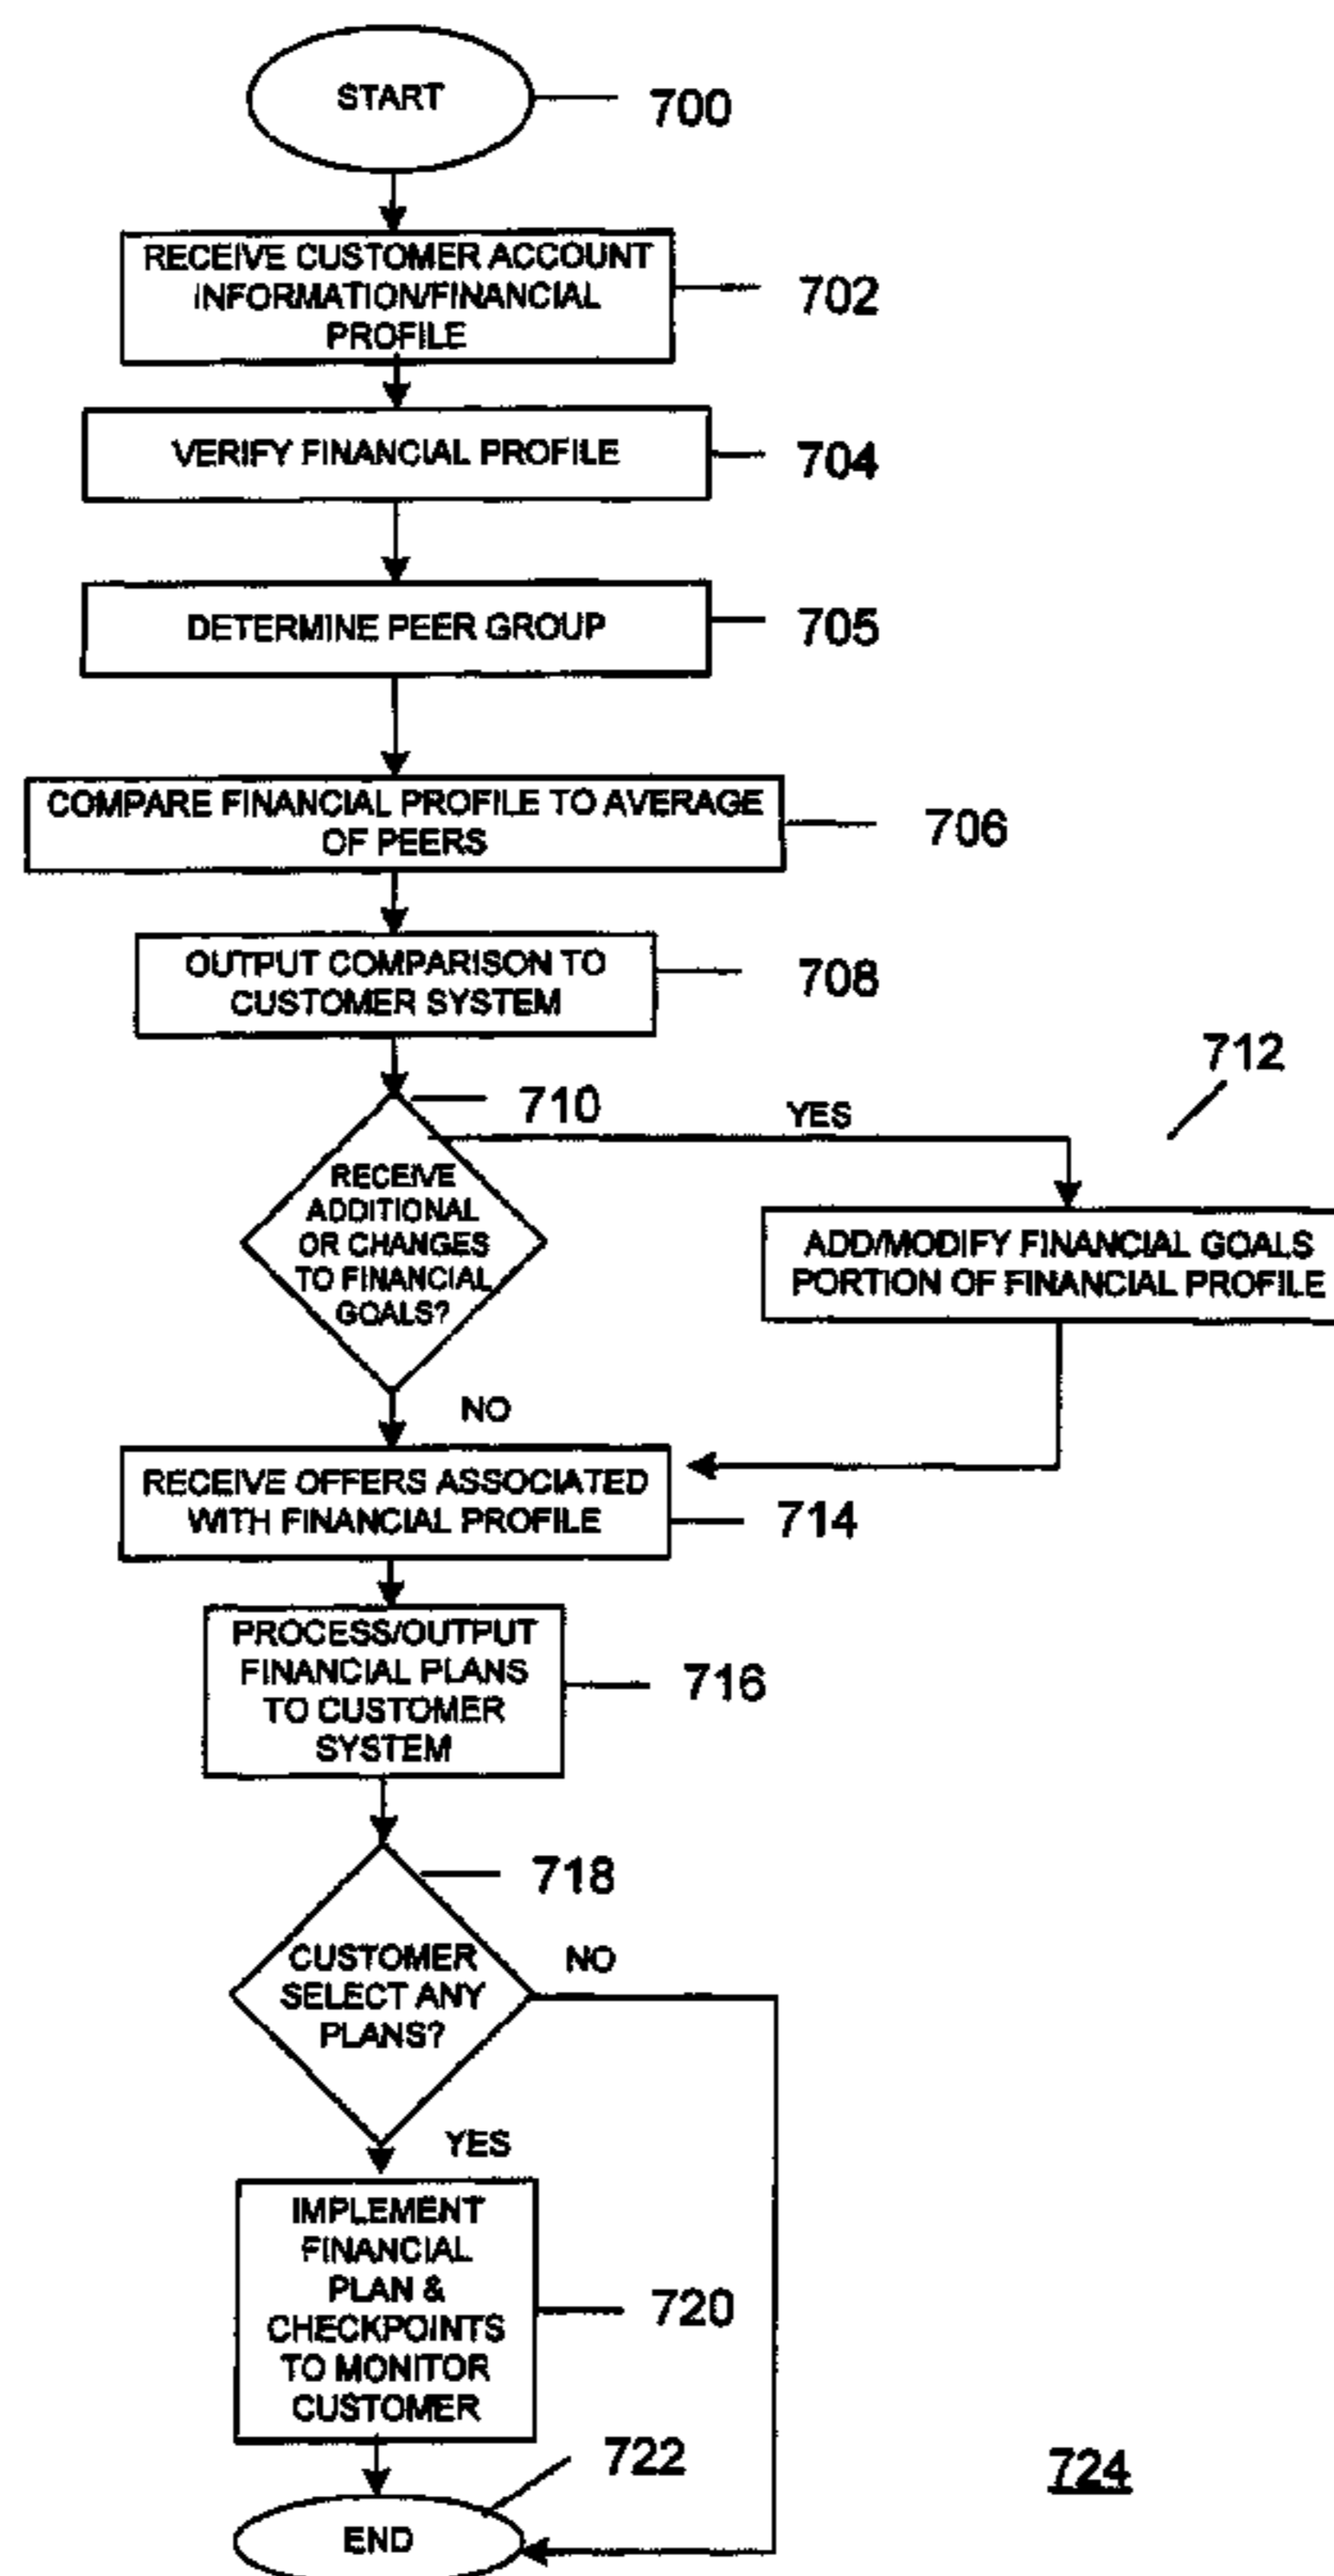 START
700
RECEIVE CUSTOMER ACCOUNT
INFORMATION/FINANCIAL
PROFILE
702
VERIFY FINANCIAL PROFILE
704
DETERMINE PEER GROUP
705
COMPARE FINANCIAL PROFILE TO AVERAGE
OF PEERS
706
OUTPUT COMPARISON TO
CUSTOMER SYSTEM
708
710
RECEIVE
ADDITIONAL
OR CHANGES
TO FINANCIAL
GOALS?
YES
712
ADD/MODIFY FINANCIAL GOALS
PORTION OF FINANCIAL PROFILE
NO
RECEIVE OFFERS ASSOCIATED
WITH FINANCIAL PROFILE
714
PROCESS/OUTPUT
FINANCIAL PLANS
TO CUSTOMER
SYSTEM
716
718
CUSTOMER
SELECT ANY
PLANS?
NO
YES
IMPLEMENT
FINANCIAL
PLAN &
CHECKPOINTS
TO MONITOR
CUSTOMER
720
722
END
724